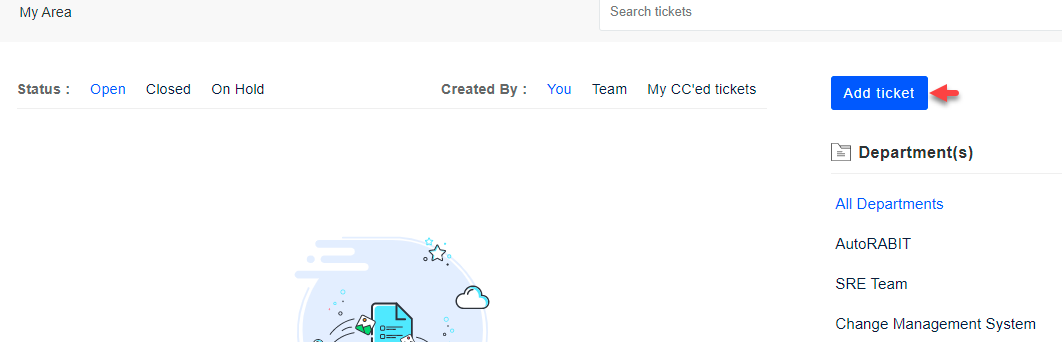 My Area
Search tickets
Status : Open Closed On Hold
Created By : You Team My CC'ed tickets
Add ticket
Department(s)
All Departments
AutoRABIT
SRE Team
Change Management System